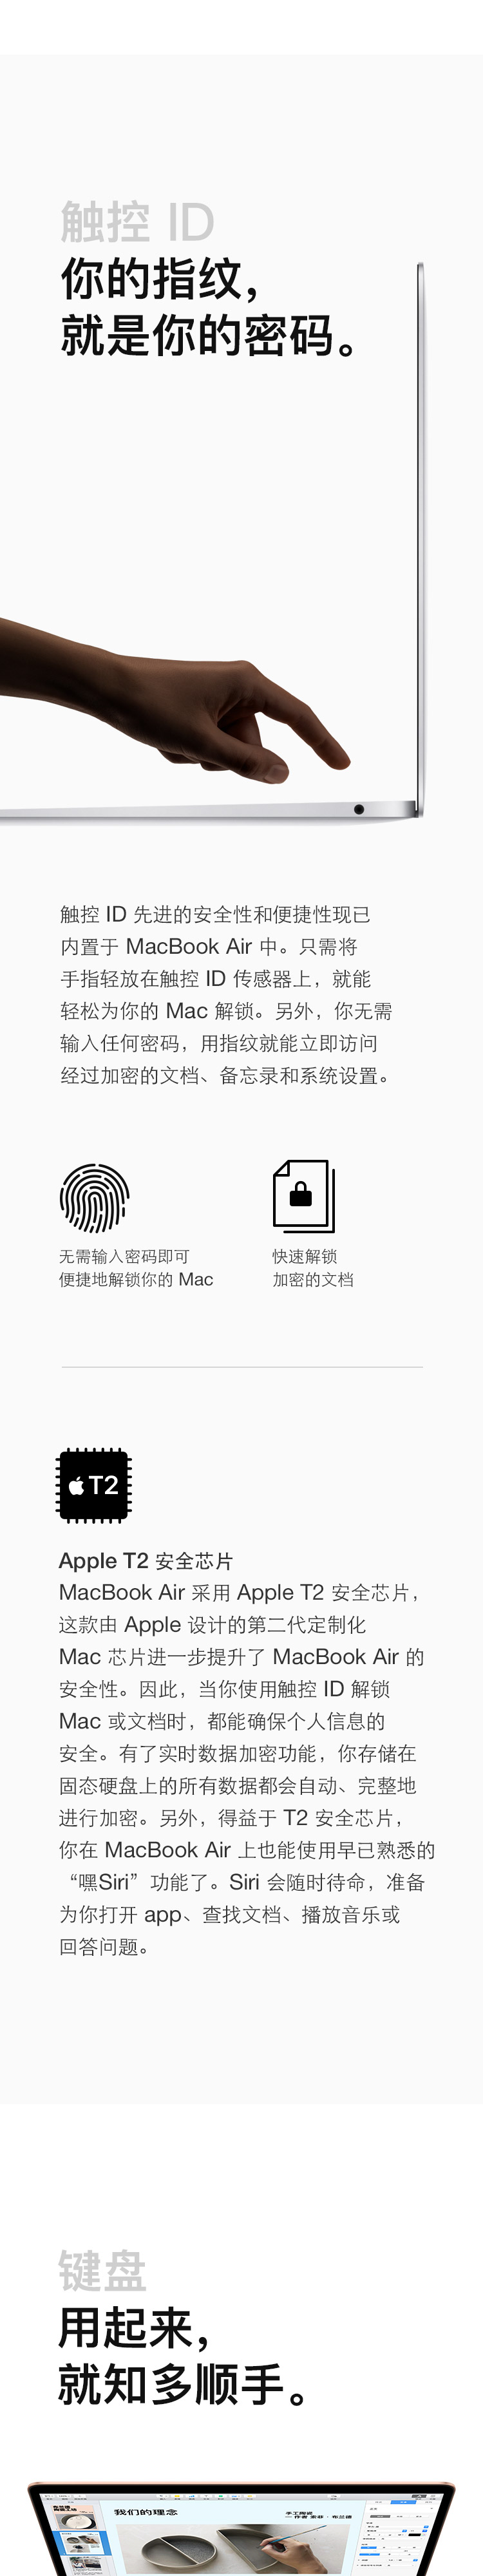 触控 ID
你的指纹，
就是你的密码。
触控 ID 先进的安全性和便捷性现已
内置于 MacBook Air 中。只需将
手指轻放在触控 ID 传感器上，就能
轻松为你的 Mac 解锁。另外，你无需
输入任何密码，用指纹就能立即访问
经过加密的文档、备忘录和系统设置。
无需输入密码即可
便捷地解锁你的 Mac
快速解锁
加密的文档
T2
Apple T2 安全芯片
MacBook Air 采用 Apple T2 安全芯片，
这款由 Apple 设计的第二代定制化
Mac 芯片进一步提升了 MacBook Air 的
安全性。因此，当你使用触控 ID 解锁
Mac 或文档时，都能确保个人信息的
安全。有了实时数据加密功能，你存储在
固态硬盘上的所有数据都会自动、完整地
进行加密。另外，得益于 T2 安全芯片，
你在 MacBook Air 上也能使用早已熟悉的
“嘿Siri”功能了。Siri 会随时待命，准备
为你打开 app、查找文档、播放音乐或
回答问题。
键盘
用起来，
就知多顺手。
我们的理念
手工陶瓷
— 作者 索菲·布兰德